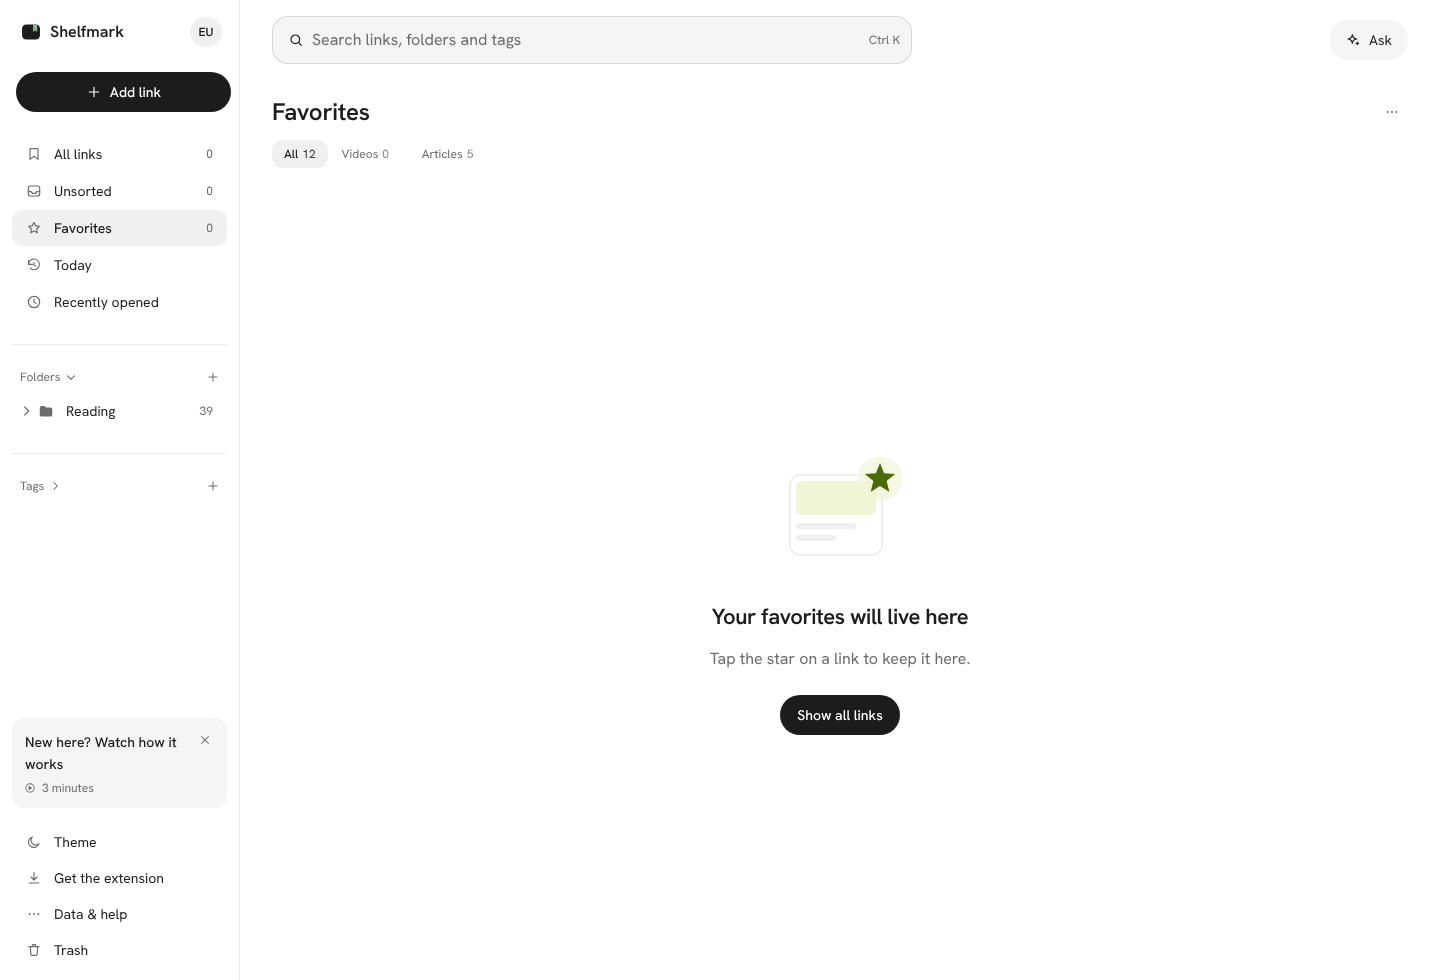 Shelfmark
EU
Add link
All links 0
Unsorted 0
Favorites 0
Today
Recently opened
Folders
Reading 39
Tags
New here? Watch how it
works
3 minutes
Theme
Get the extension
Data & help
Trash
Search links, folders and tags Ctrl K
Ask
Favorites
All 12 Videos 0 Articles 5
Your favorites will live here
Tap the star on a link to keep it here.
Show all links